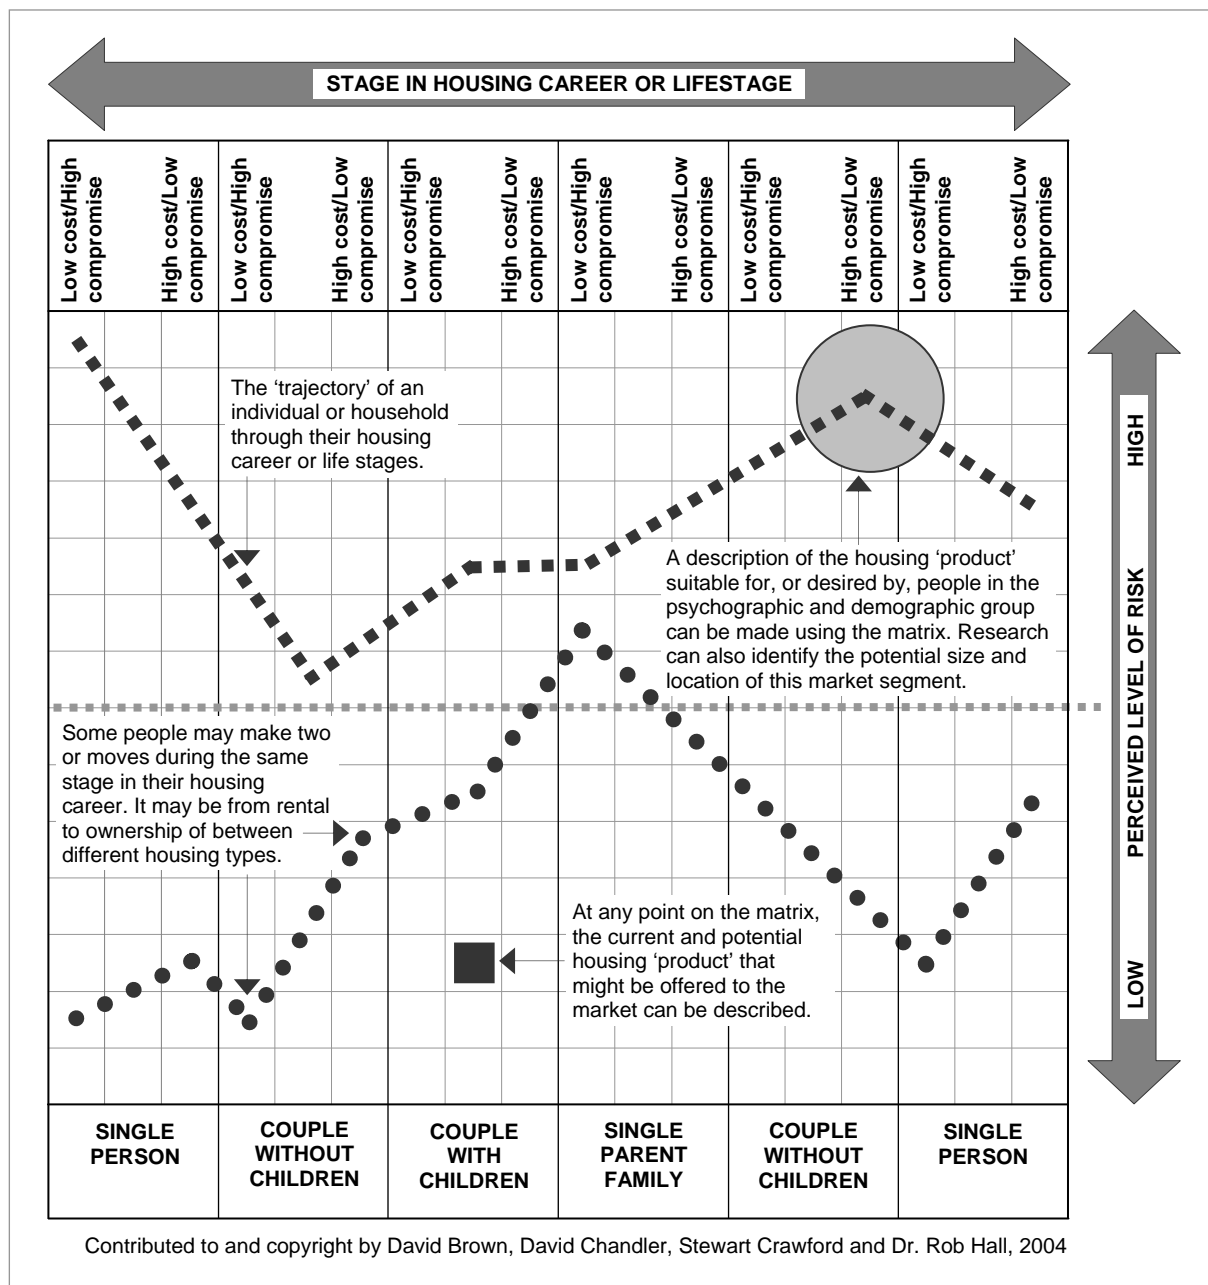 STAGE IN HOUSING CAREER OR LIFESTAGE
Low cost/High
compromise
High cost/Low
compromise
Low cost/High
compromise
High cost/Low
compromise
Low cost/High
compromise
High cost/Low
compromise
Low cost/High
compromise
High cost/Low
compromise
Low cost/High
compromise
High cost/Low
compromise
Low cost/High
compromise
High cost/Low
compromise
The ‘trajectory’ of an
individual or household
through their housing
career or life stages.
A description of the housing ‘product’
suitable for, or desired by, people in the
psychographic and demographic group
can be made using the matrix. Research
can also identify the potential size and
location of this market segment.
Some people may make two
or moves during the same
stage in their housing
career. It may be from rental
to ownership of between
different housing types.
At any point on the matrix,
the current and potential
housing ‘product’ that
might be offered to the
market can be described.
HIGH
PERCEIVED LEVEL OF RISK
LOW
SINGLE
PERSON
COUPLE
WITHOUT
CHILDREN
COUPLE
WITH
CHILDREN
SINGLE
PARENT
FAMILY
COUPLE
WITHOUT
CHILDREN
SINGLE
PERSON
Contributed to and copyright by David Brown, David Chandler, Stewart Crawford and Dr. Rob Hall, 2004